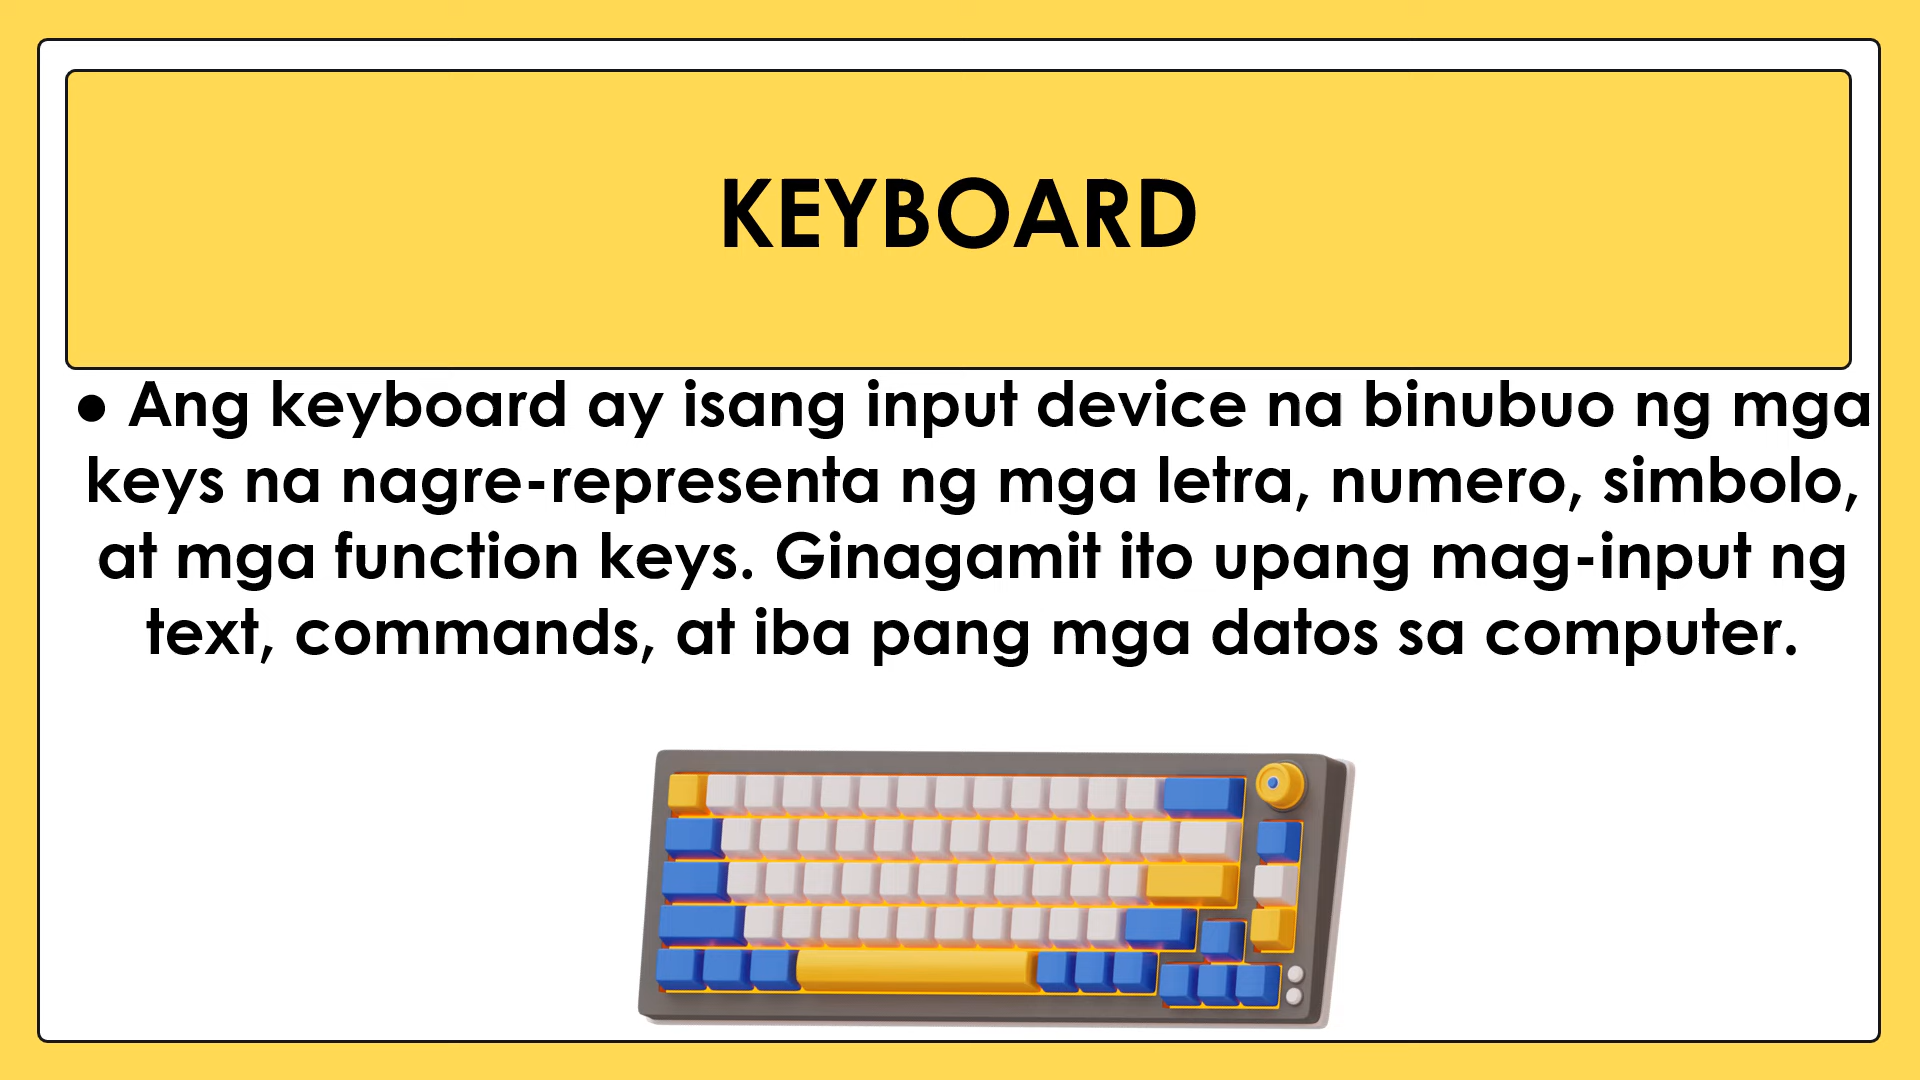 KEYBOARD
● Ang keyboard ay isang input device na binubuo ng mga
keys na nagre-representa ng mga letra, numero, simbolo,
at mga function keys. Ginagamit ito upang mag-input ng
text, commands, at iba pang mga datos sa computer.